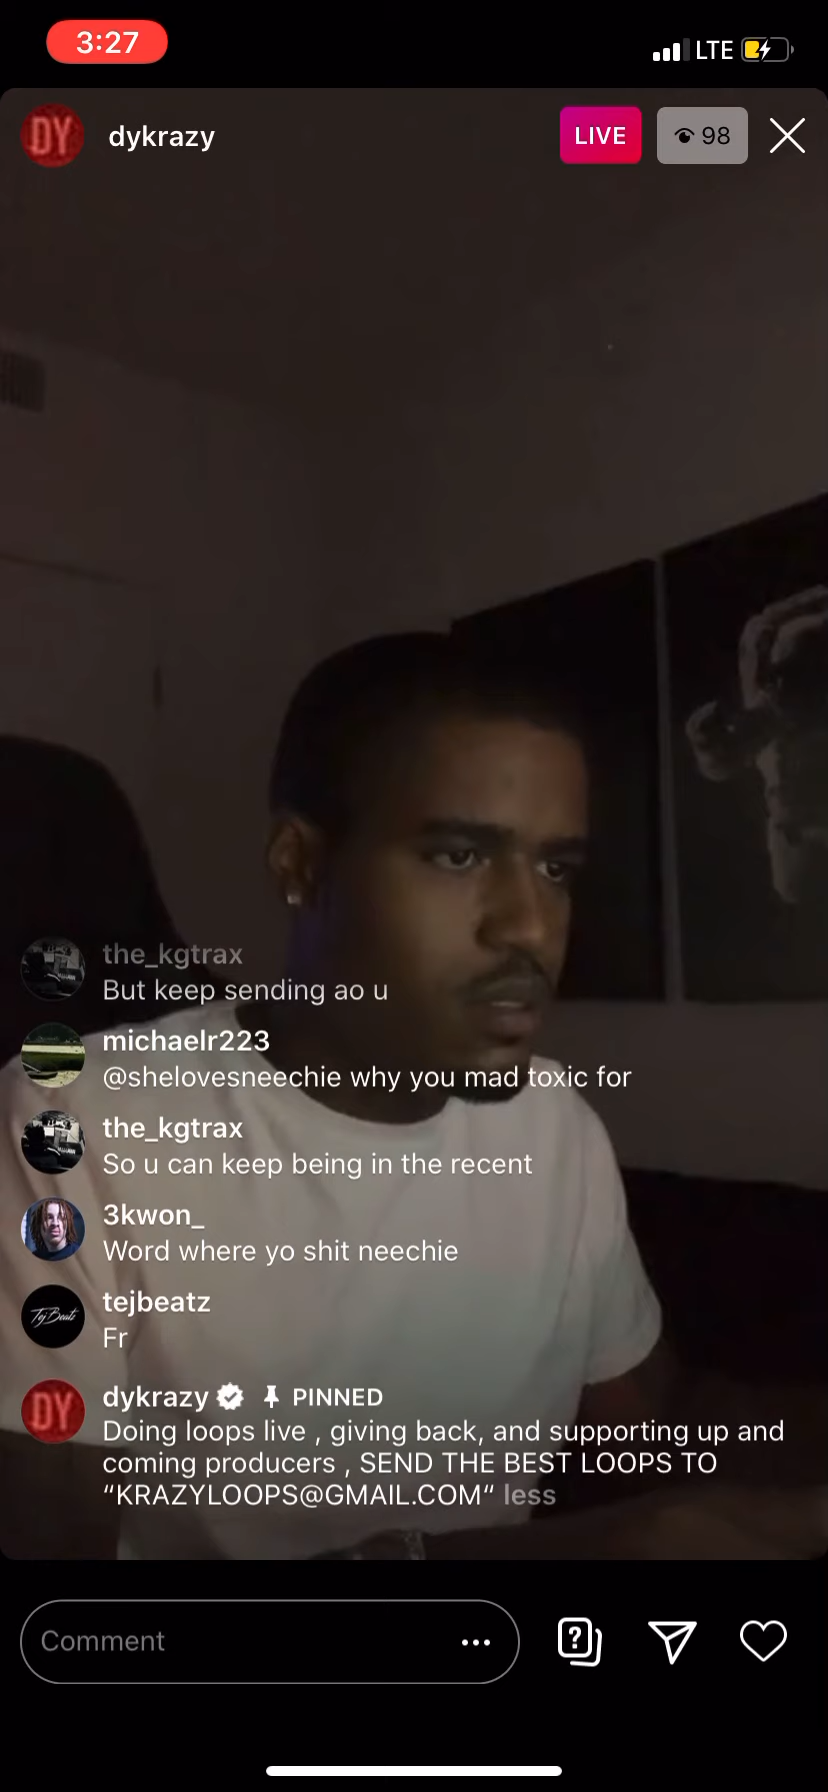 3:27
LTE
DY
dykrazy
LIVE
98
the_kgtrax
But keep sending ao u
michaelr223
@shelovesneechie why you mad toxic for
the_kgtrax
So u can keep being in the recent
3kwon_
Word where yo shit neechie
Tej Beatz
tejbeatz
Fr
DY
dykrazy PINNED
Doing loops live , giving back, and supporting up and
coming producers , SEND THE BEST LOOPS TO
“KRAZYLOOPS@GMAIL.COM“ less
Comment